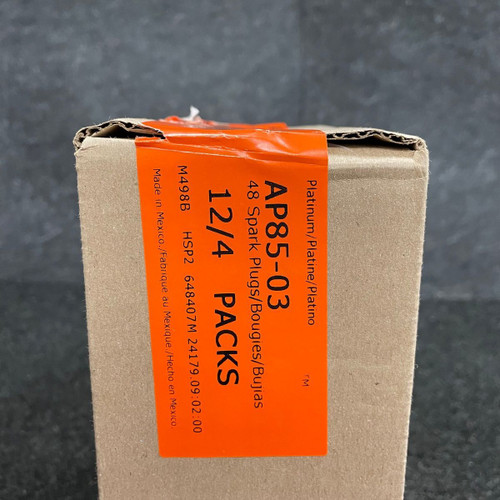 Platinum/Platine/Platino
TM
AP85-03
48 Spark Plugs/Bougies/Bujias
12/4 PACKS
M498B HSP2 648407M 24179.09:02:00
Made in Mexico./Fabriqué au Mexique./Hecho en Mexico.